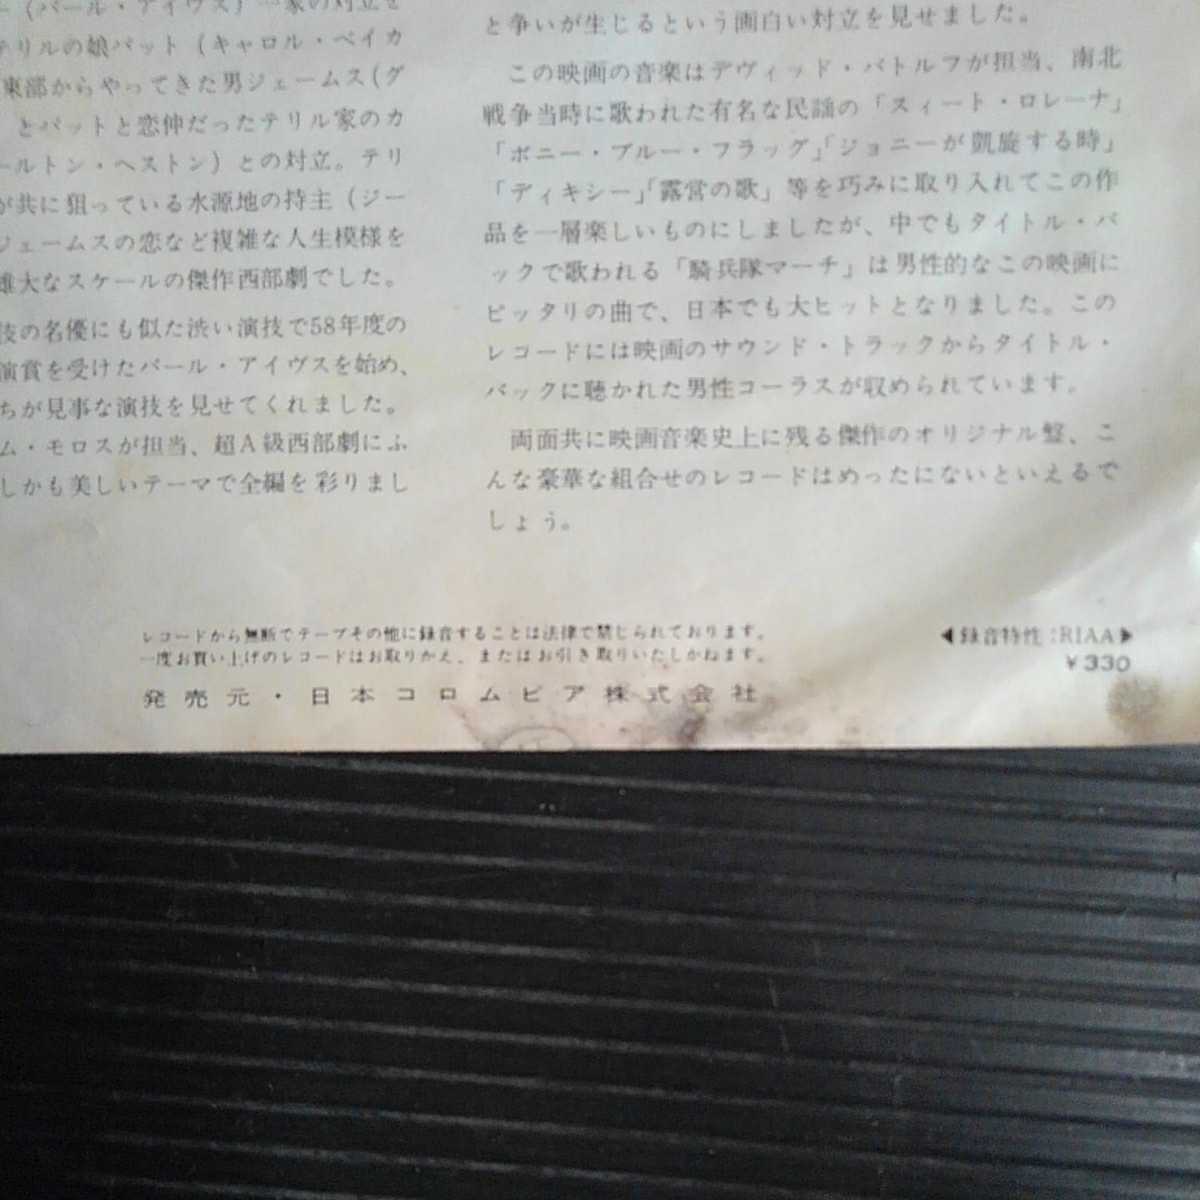 ー（バール・アイヴス）一家の対立を
テリルの娘パット（キャロル・ベイカ
東部からやってきた男ジェームス（グ
とパットと恋仲だったテリル家のカ
ールトン・ヘストン）との対立。テリ
が共に狙っている水源地の持主（ジー
ジェームスの恋など複雑な人生模様を
雄大なスケールの傑作西部劇でした。
技の名優にも似た渋い演技で58年度の
演賞を受けたバール・アイヴスを始め、
ちが見事な演技を見せてくれました。
ム・モロスが担当、超A級西部劇にふ
しかも美しいテーマで全編を彩りまし
と争いが生じるという面白い対立を見せました。
この映画の音楽はデヴィッド・バトルフが担当、南北
戦争当時に歌われた有名な民謡の「スィート・ロレーナ」
「ボニー・ブルー・フラッグ」「ジョニーが凱旋する時」
「ディキシー」「露営の歌」等を巧みに取り入れてこの作
品を一層楽しいものにしましたが、中でもタイトル・バ
ックで歌われる「騎兵隊マーチ」は男性的なこの映画に
ピッタリの曲で、日本でも大ヒットとなりました。この
レコードには映画のサウンド・トラックからタイトル・
バックに聴かれた男性コーラスが収められています。
両面共に映画音楽史上に残る傑作のオリジナル盤、こ
んな豪華な組合せのレコードはめったにないといえるで
しょう。
レコードから無断でテープその他に録音することは法律で禁じられております。
一度お買い上げのレコードはお取りかえ、またはお引き取りいたしかねます。
発売元・日本コロムビア株式会社
◀録音特性：RIAA▶
￥330